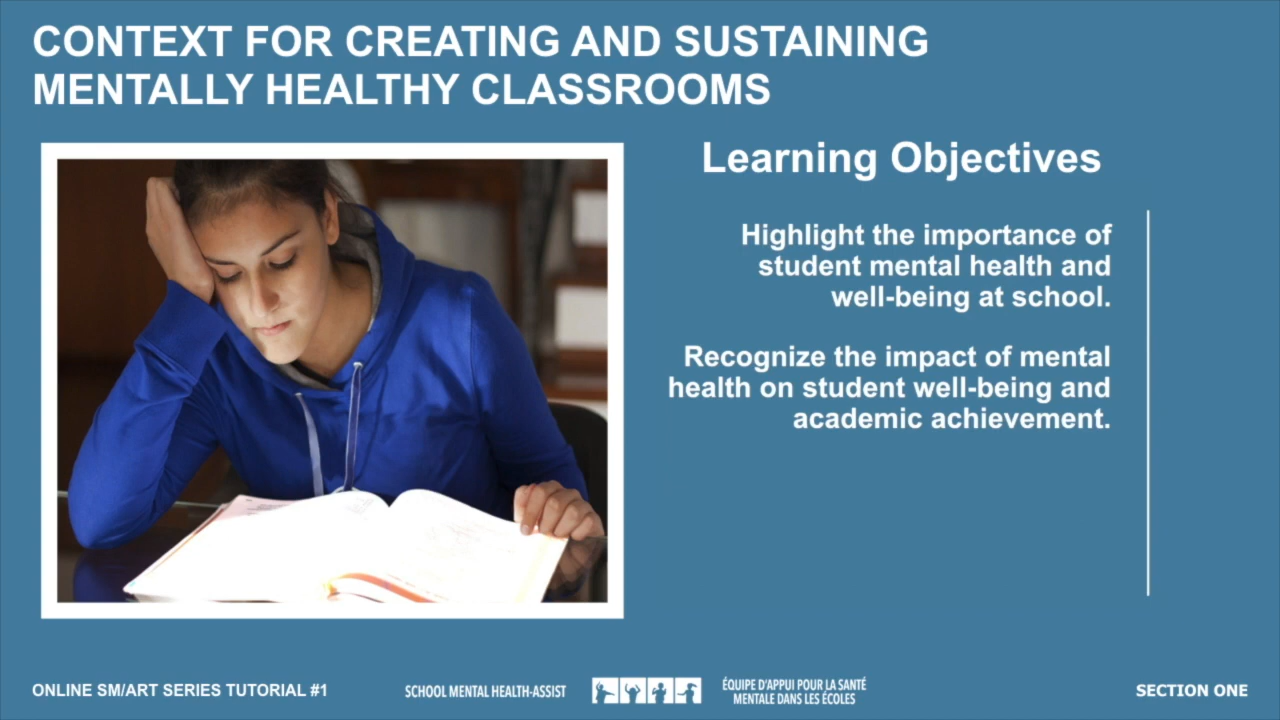 CONTEXT FOR CREATING AND SUSTAINING
MENTALLY HEALTHY CLASSROOMS
Learning Objectives
Highlight the importance of
student mental health and
well-being at school.
Recognize the impact of mental
health on student well-being and
academic achievement.
ONLINE SM/ART SERIES TUTORIAL #1
SCHOOL MENTAL HEALTH-ASSIST
ÉQUIPE D'APPUI POUR LA SANTÉ
MENTALE DANS LES ÉCOLES
SECTION ONE